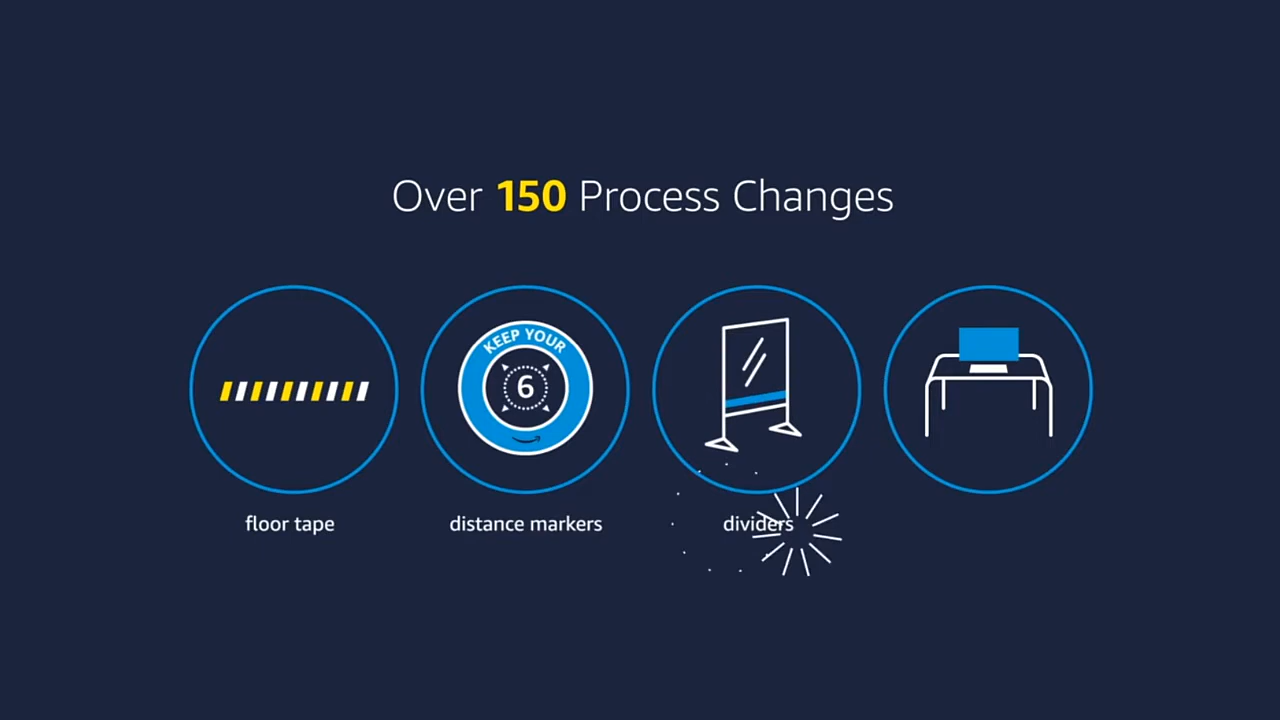 Over 150 Process Changes
KEEP YOUR
6
floor tape
distance markers
dividers